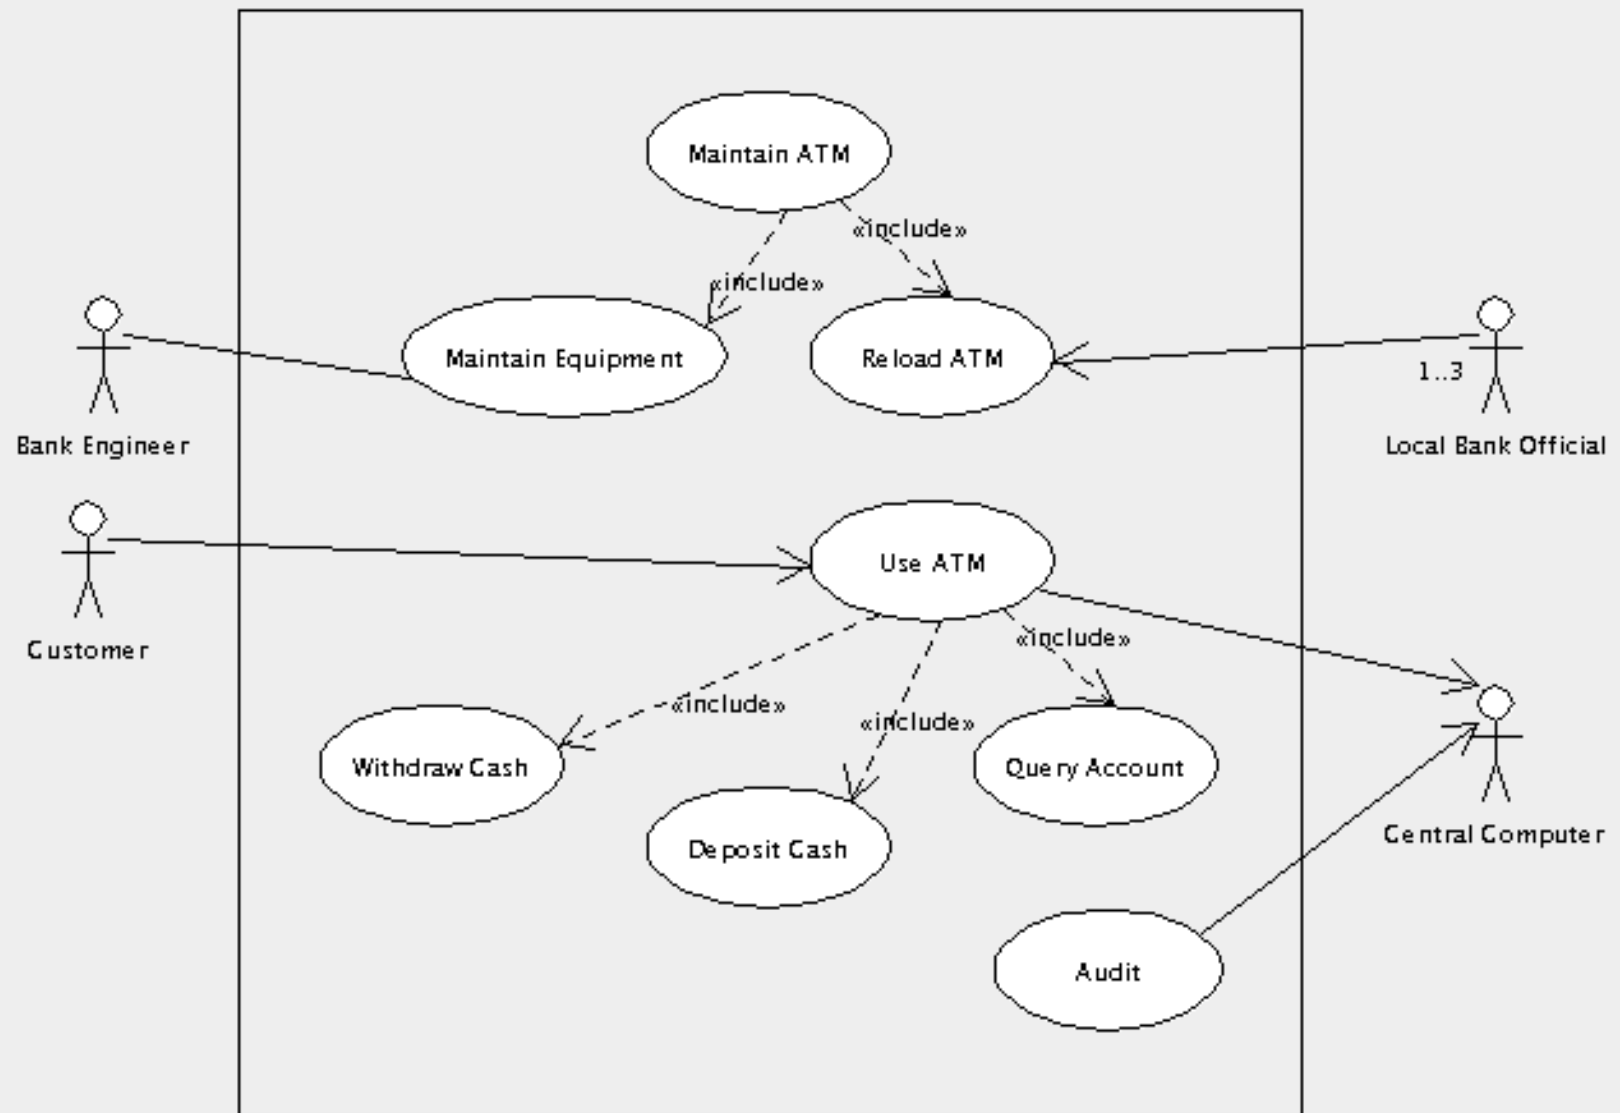 Maintain ATM
«include»
«include»
Maintain Equipment
Reload ATM
1..3
Bank Engineer
Local Bank Official
Use ATM
Customer
«include»
«include»
«include»
Withdraw Cash
Query Account
Central Computer
Deposit Cash
Audit